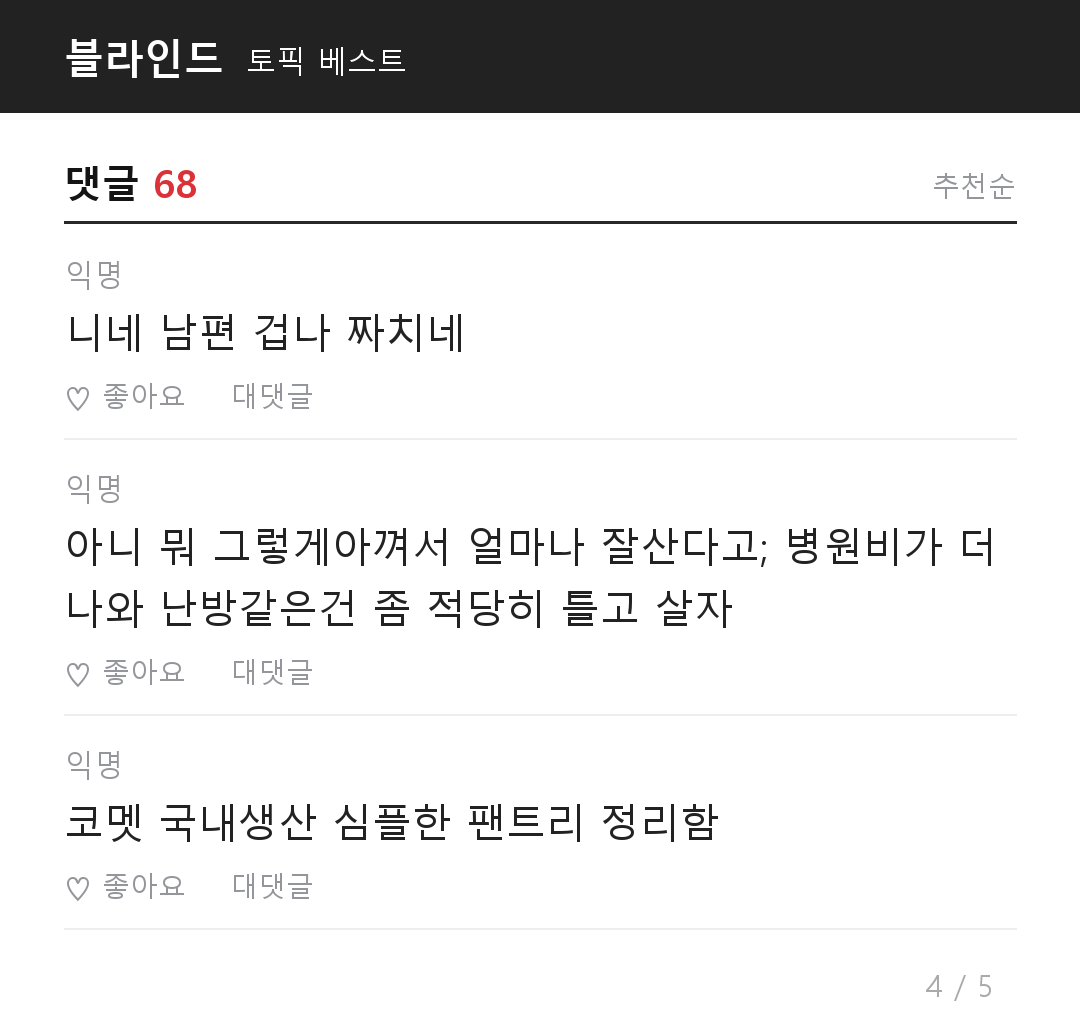 블라인드 토픽 베스트
댓글 68 추천순
익명
니네 남편 겁나 짜치네
♡ 좋아요 대댓글
익명
아니 뭐 그렇게아껴서 얼마나 잘산다고; 병원비가 더
나와 난방같은건 좀 적당히 틀고 살자
♡ 좋아요 대댓글
익명
코멧 국내생산 심플한 팬트리 정리함
♡ 좋아요 대댓글
4 / 5